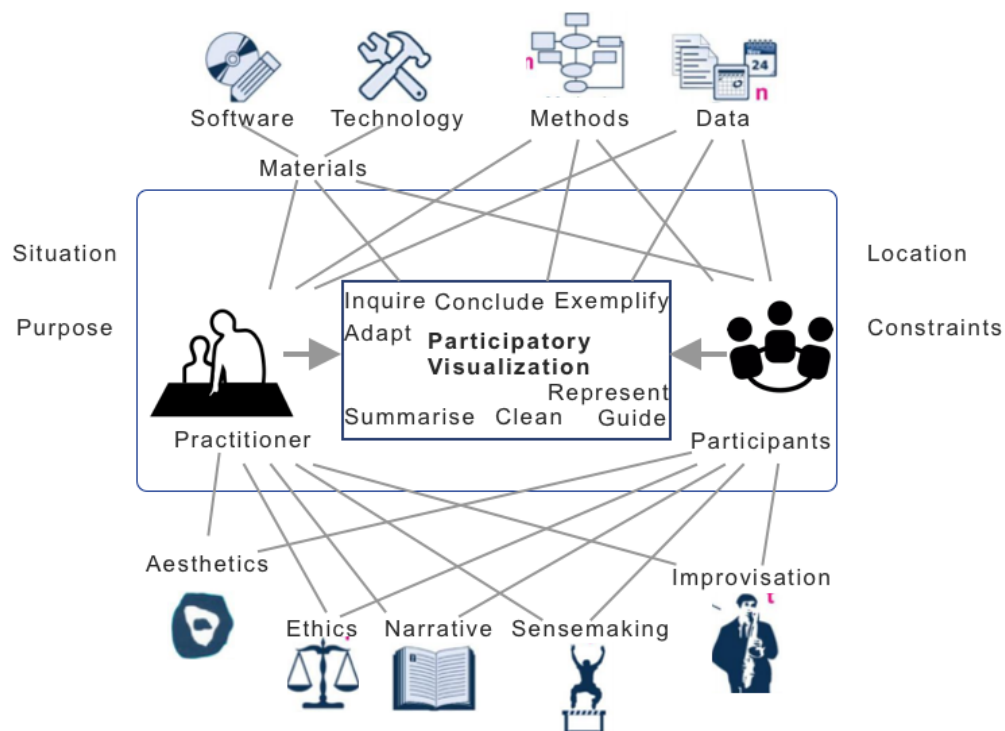 n
24
n
Software
Technology
Methods
Data
Materials
Situation
Location
Purpose
Constraints
Inquire
Conclude
Exemplify
Adapt
Participatory
Visualization
Represent
Summarise
Clean
Guide
Practitioner
Participants
Aesthetics
Improvisation
t
Ethics
Narrative
Sensemaking